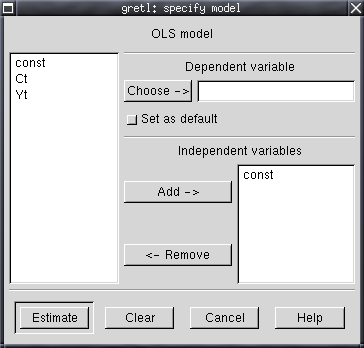 gretl: specify model
OLS model
const
Ct
Yt
Dependent variable
Choose ->
Set as default
Independent variables
Add ->
const
<- Remove
Estimate
Clear
Cancel
Help